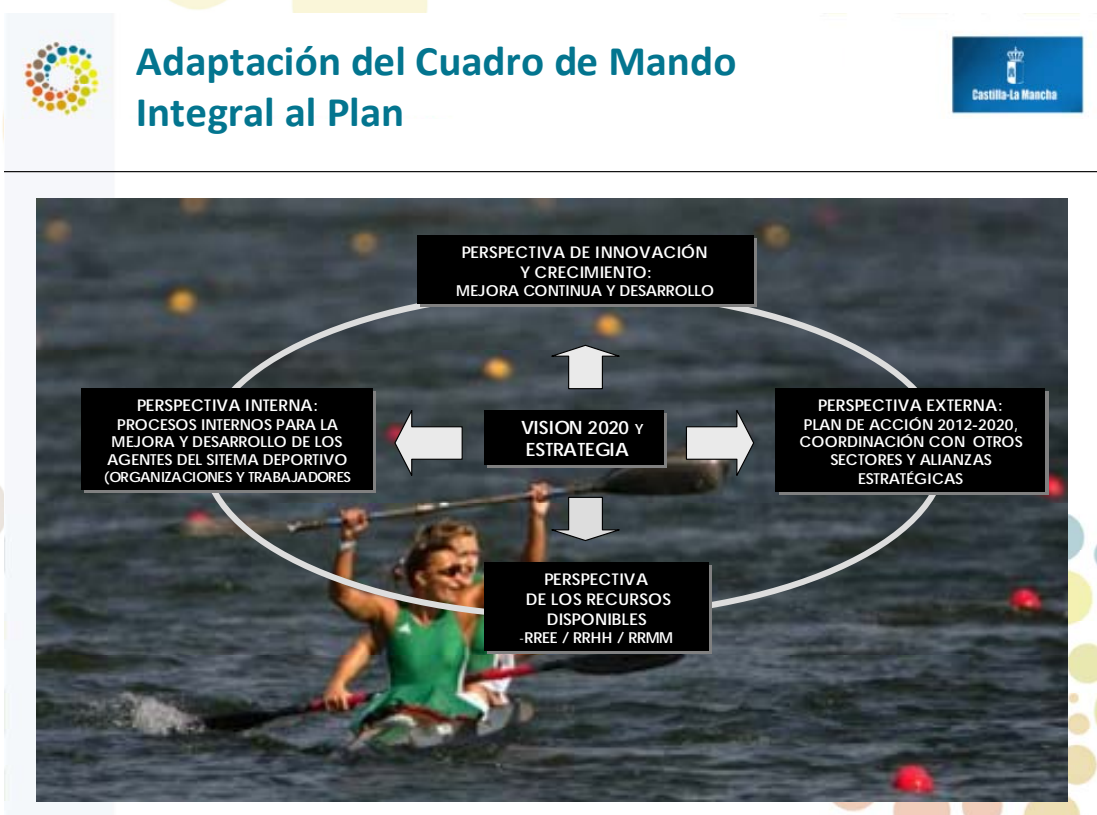 Adaptación del Cuadro de Mando
Integral al Plan
Castilla-La Mancha
PERSPECTIVA DE INNOVACIÓN
Y CRECIMIENTO:
MEJORA CONTINUA Y DESARROLLO
PERSPECTIVA INTERNA:
PROCESOS INTERNOS PARA LA
MEJORA Y DESARROLLO DE LOS
AGENTES DEL SITEMA DEPORTIVO
(ORGANIZACIONES Y TRABAJADORES
VISION 2020 Y
ESTRATEGIA
PERSPECTIVA EXTERNA:
PLAN DE ACCIÓN 2012-2020,
COORDINACIÓN CON OTROS
SECTORES Y ALIANZAS
ESTRATÉGICAS
PERSPECTIVA
DE LOS RECURSOS
DISPONIBLES
-RREE / RRHH / RRMM